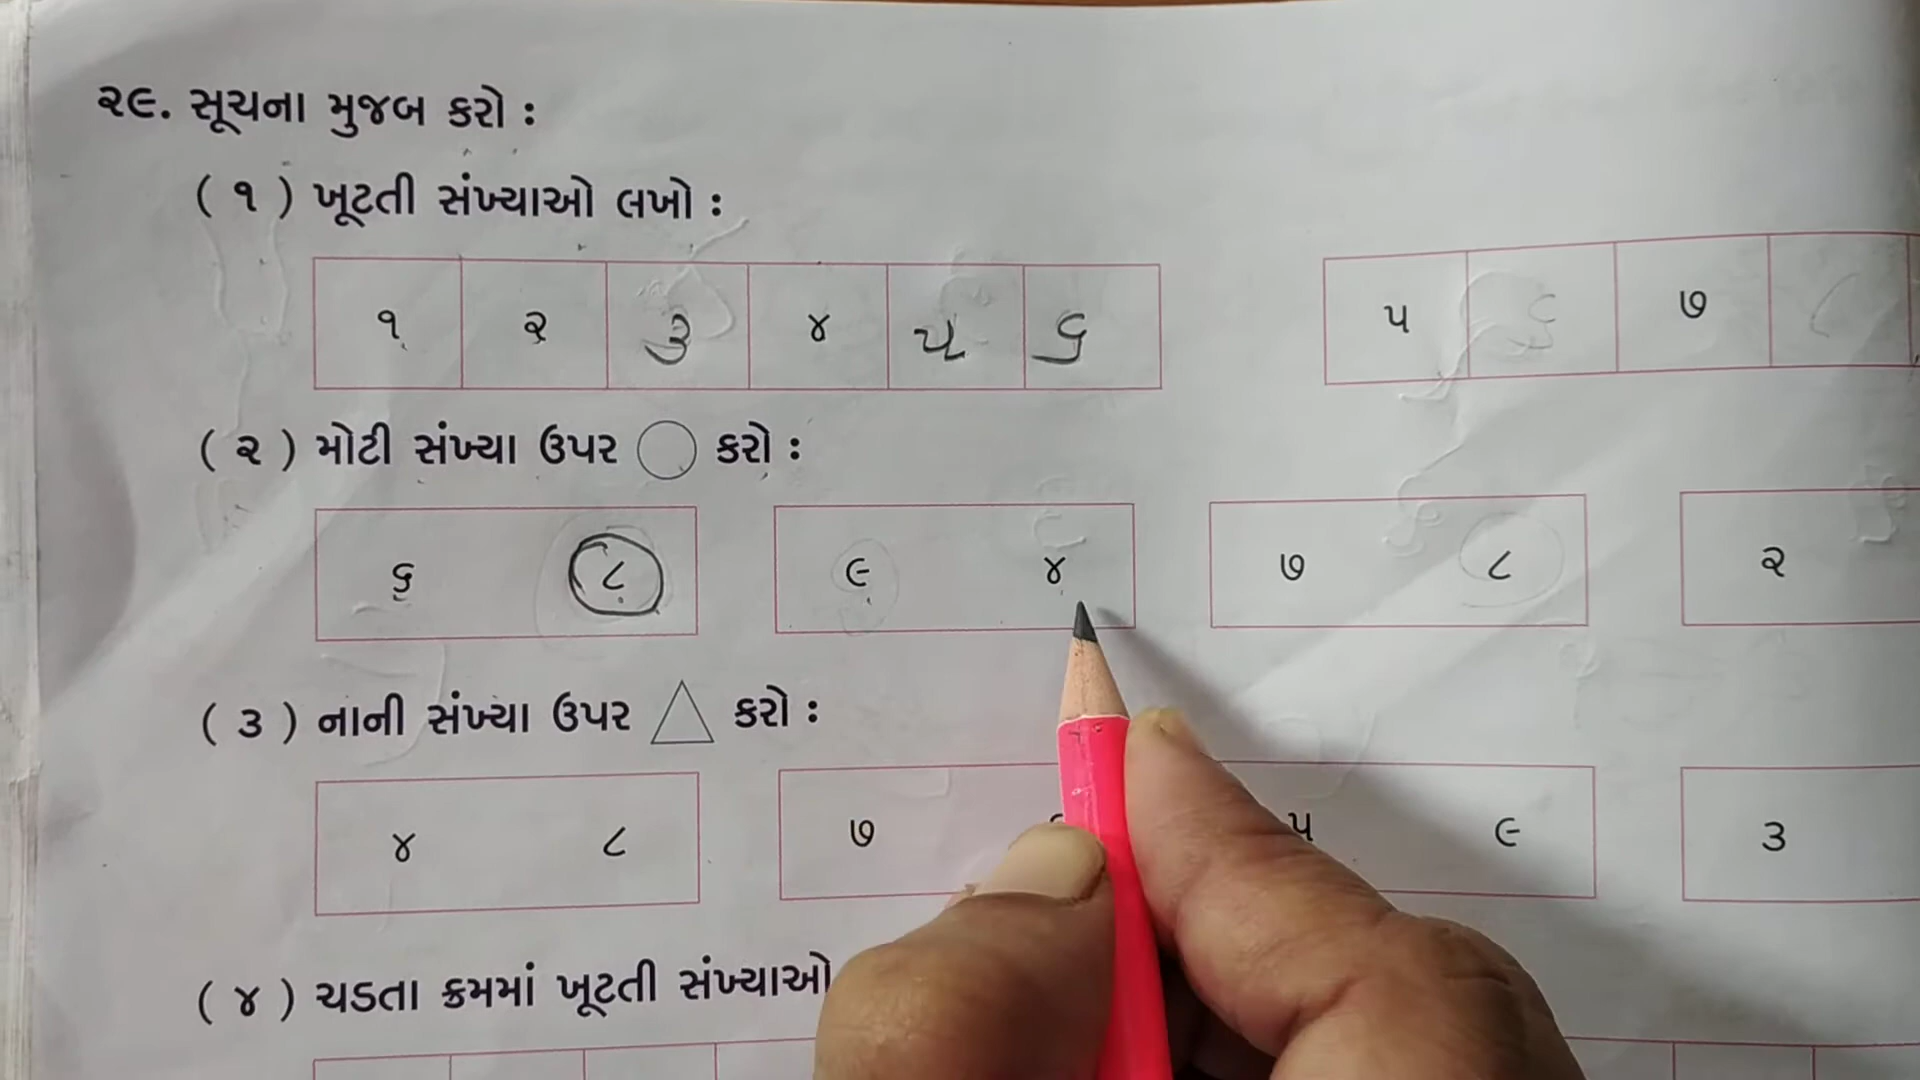 ૨૯. સૂચના મુજબ કરો :
( ૧ ) ખૂટતી સંખ્યાઓ લખો :
૧ ૨ ૩ ૪ ૫ ૬ ૫ ૬ ૭
( ૨ ) મોટી સંખ્યા ઉપર કરો :
૬ ૮ ૯ ૪ ૭ ૮ ૨
( ૩ ) નાની સંખ્યા ઉપર કરો :
૪ ૮ ૭ ૫ ૯ ૩
( ૪ ) ચડતા ક્રમમાં ખૂટતી સંખ્યાઓ